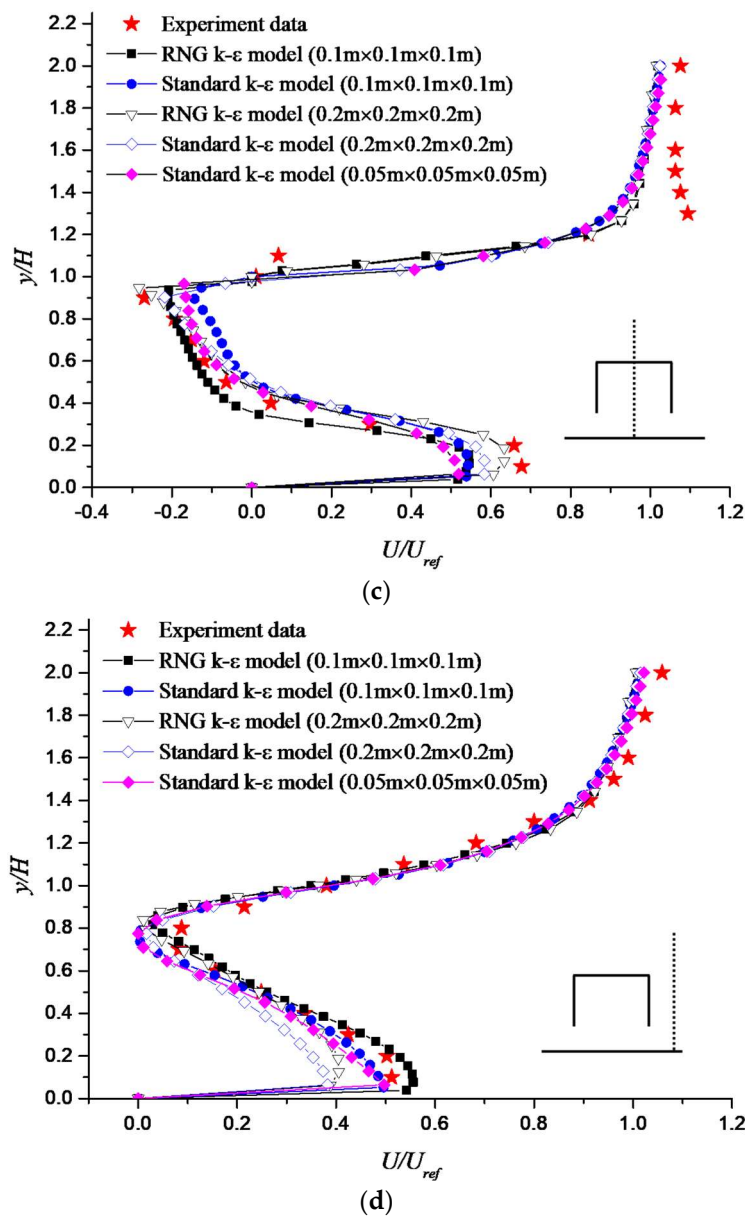 Experiment data
RNG k-ε model (0.1m×0.1m×0.1m)
Standard k-ε model (0.1m×0.1m×0.1m)
RNG k-ε model (0.2m×0.2m×0.2m)
Standard k-ε model (0.2m×0.2m×0.2m)
Standard k-ε model (0.05m×0.05m×0.05m)
2.2
2.0
1.8
1.6
1.4
1.2
1.0
0.8
0.6
0.4
0.2
0.0
y/H
-0.4 -0.2 0.0 0.2 0.4 0.6 0.8 1.0 1.2
U/U_ref
(c)
Experiment data
RNG k-ε model (0.1m×0.1m×0.1m)
Standard k-ε model (0.1m×0.1m×0.1m)
RNG k-ε model (0.2m×0.2m×0.2m)
Standard k-ε model (0.2m×0.2m×0.2m)
Standard k-ε model (0.05m×0.05m×0.05m)
2.2
2.0
1.8
1.6
1.4
1.2
1.0
0.8
0.6
0.4
0.2
0.0
y/H
0.0 0.2 0.4 0.6 0.8 1.0 1.2
U/U_ref
(d)